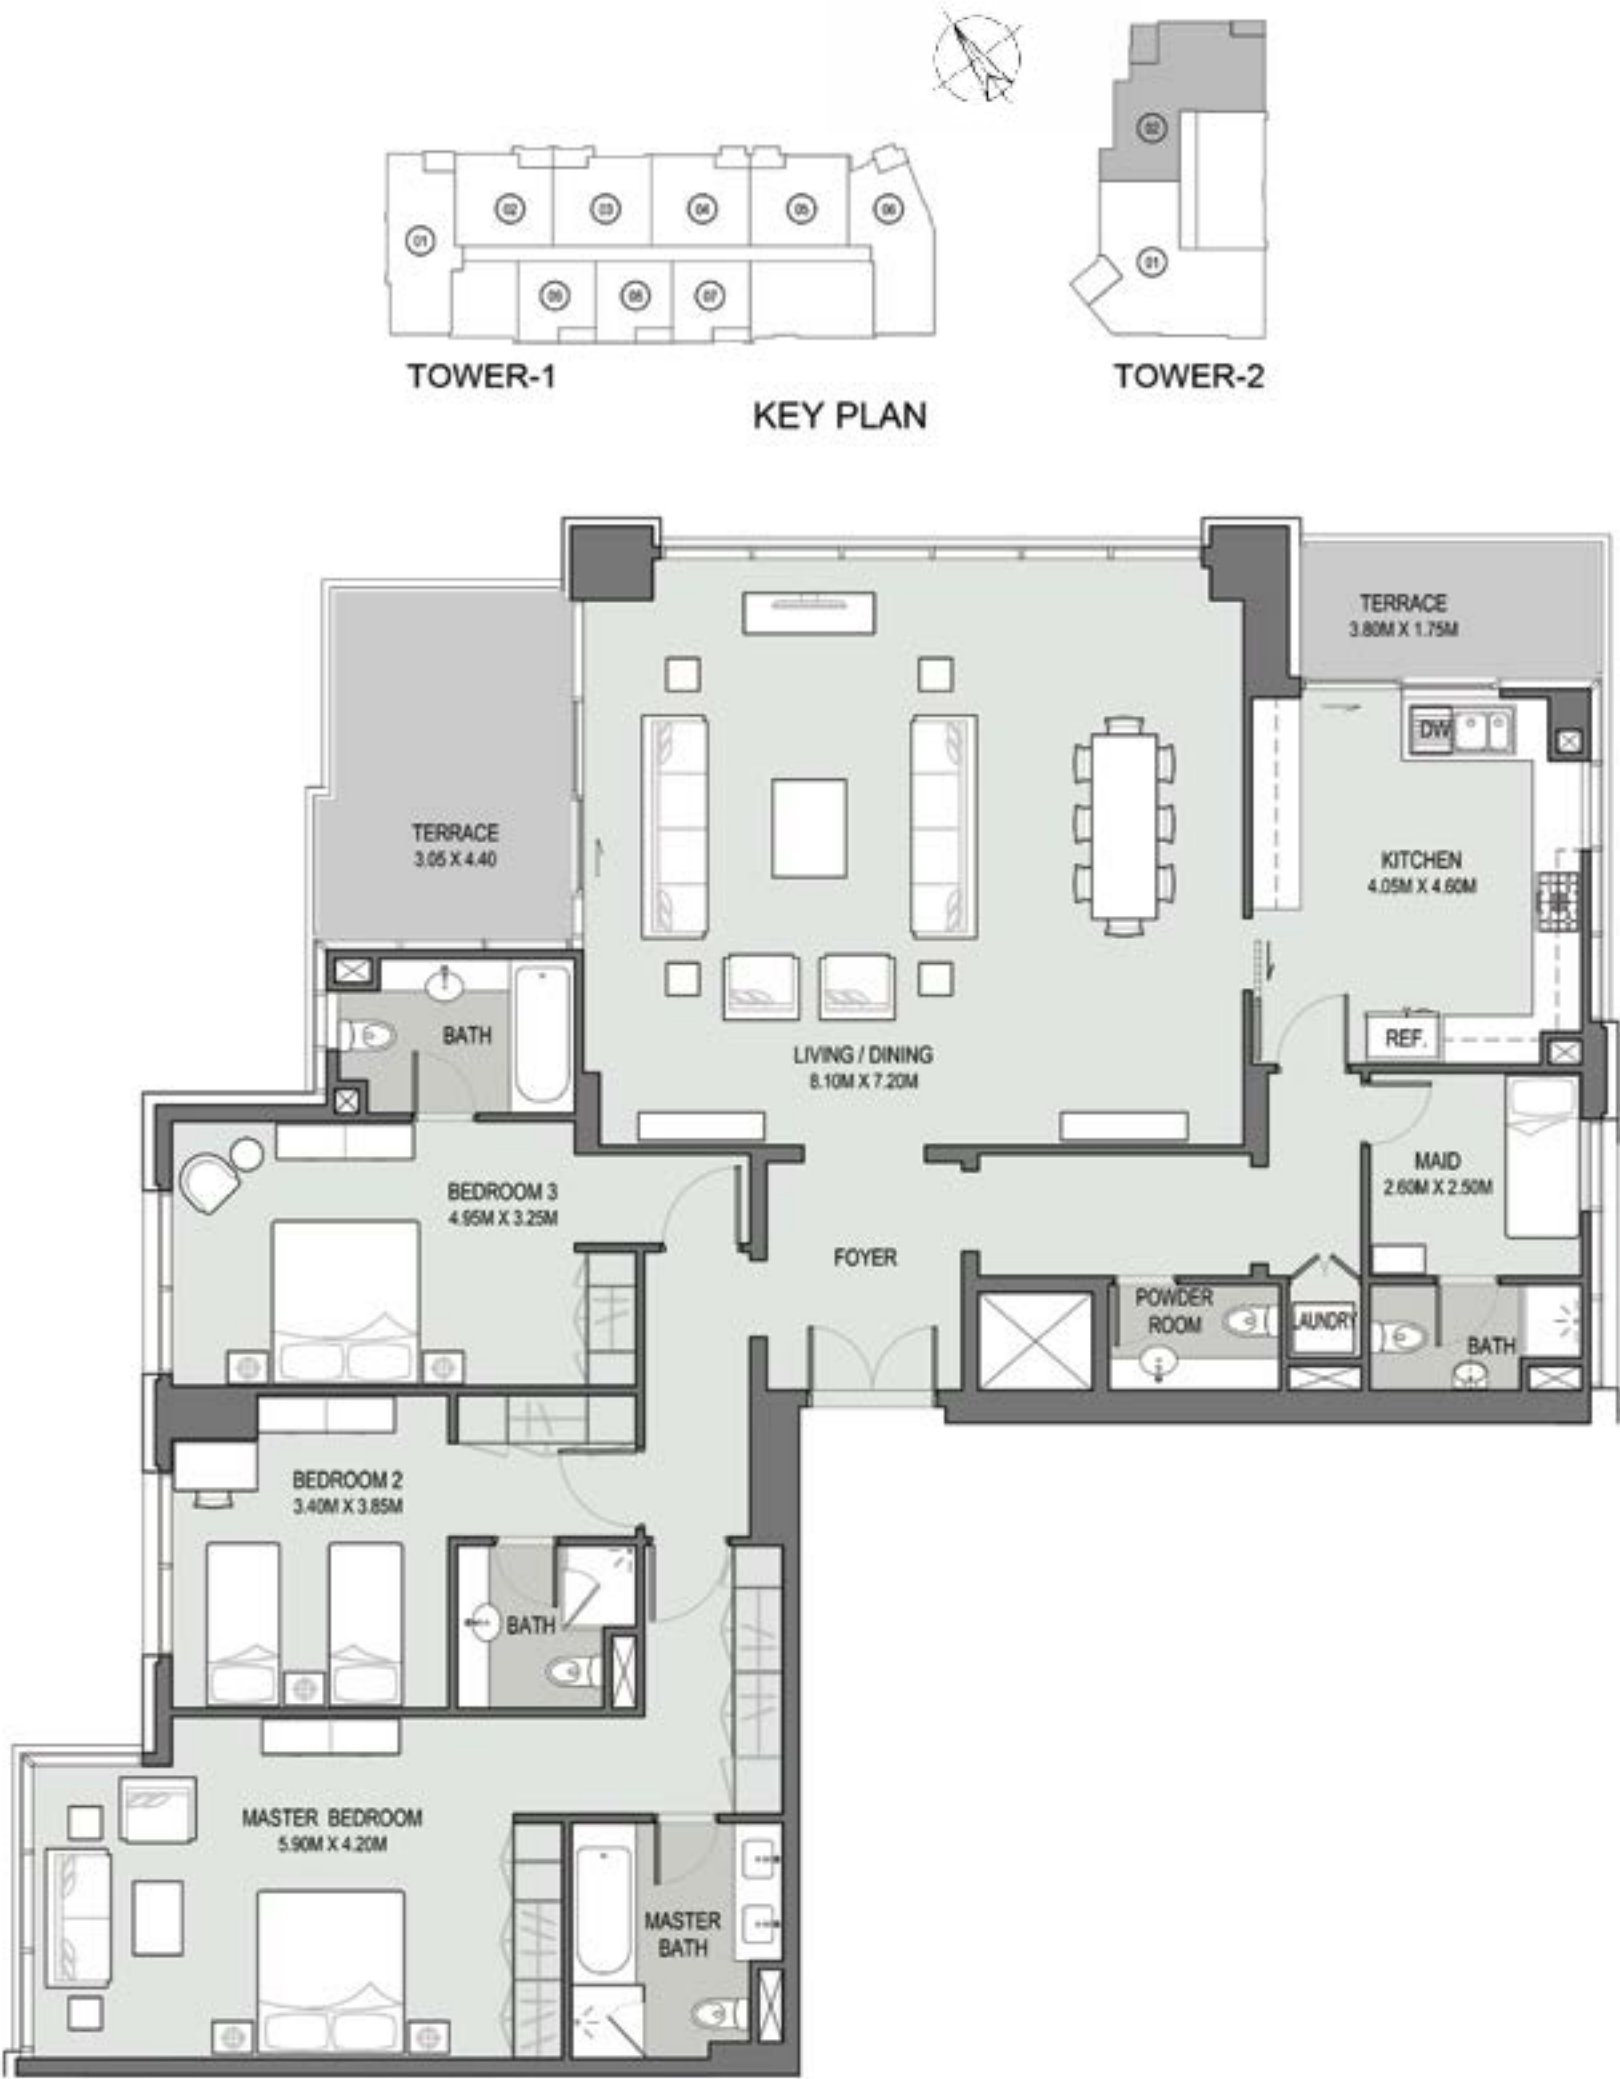 02
01
02
03
04
05
06
09
08
07
01
TOWER-1
TOWER-2
KEY PLAN
TERRACE
3.80M X 1.75M
DW
TERRACE
3.05 X 4.40
KITCHEN
4.05M X 4.60M
BATH
REF.
LIVING / DINING
8.10M X 7.20M
MAID
2.60M X 2.50M
BEDROOM 3
4.95M X 3.25M
FOYER
POWDER
ROOM
LAUNDRY
BATH
BEDROOM 2
3.40M X 3.85M
BATH
MASTER BEDROOM
5.90M X 4.20M
MASTER
BATH